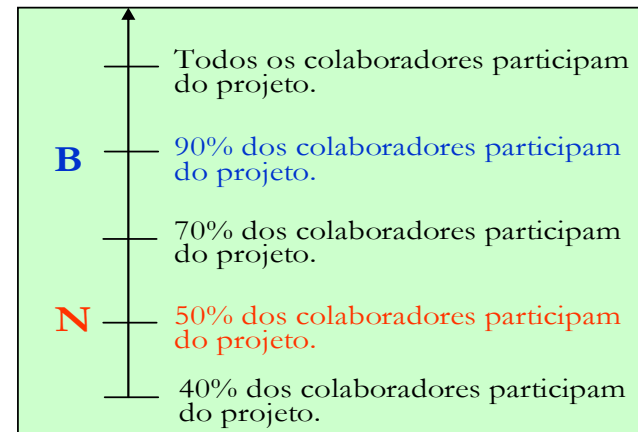 Todos os colaboradores participam
do projeto.
B
90% dos colaboradores participam
do projeto.
70% dos colaboradores participam
do projeto.
N
50% dos colaboradores participam
do projeto.
40% dos colaboradores participam
do projeto.